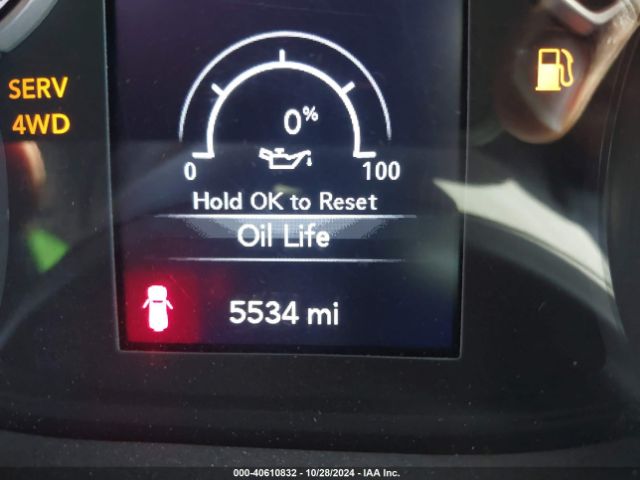 SERV
4WD
0%
0 100
Hold OK to Reset
Oil Life
5534 mi
000-40610832 - 10/28/2024 - IAA Inc.